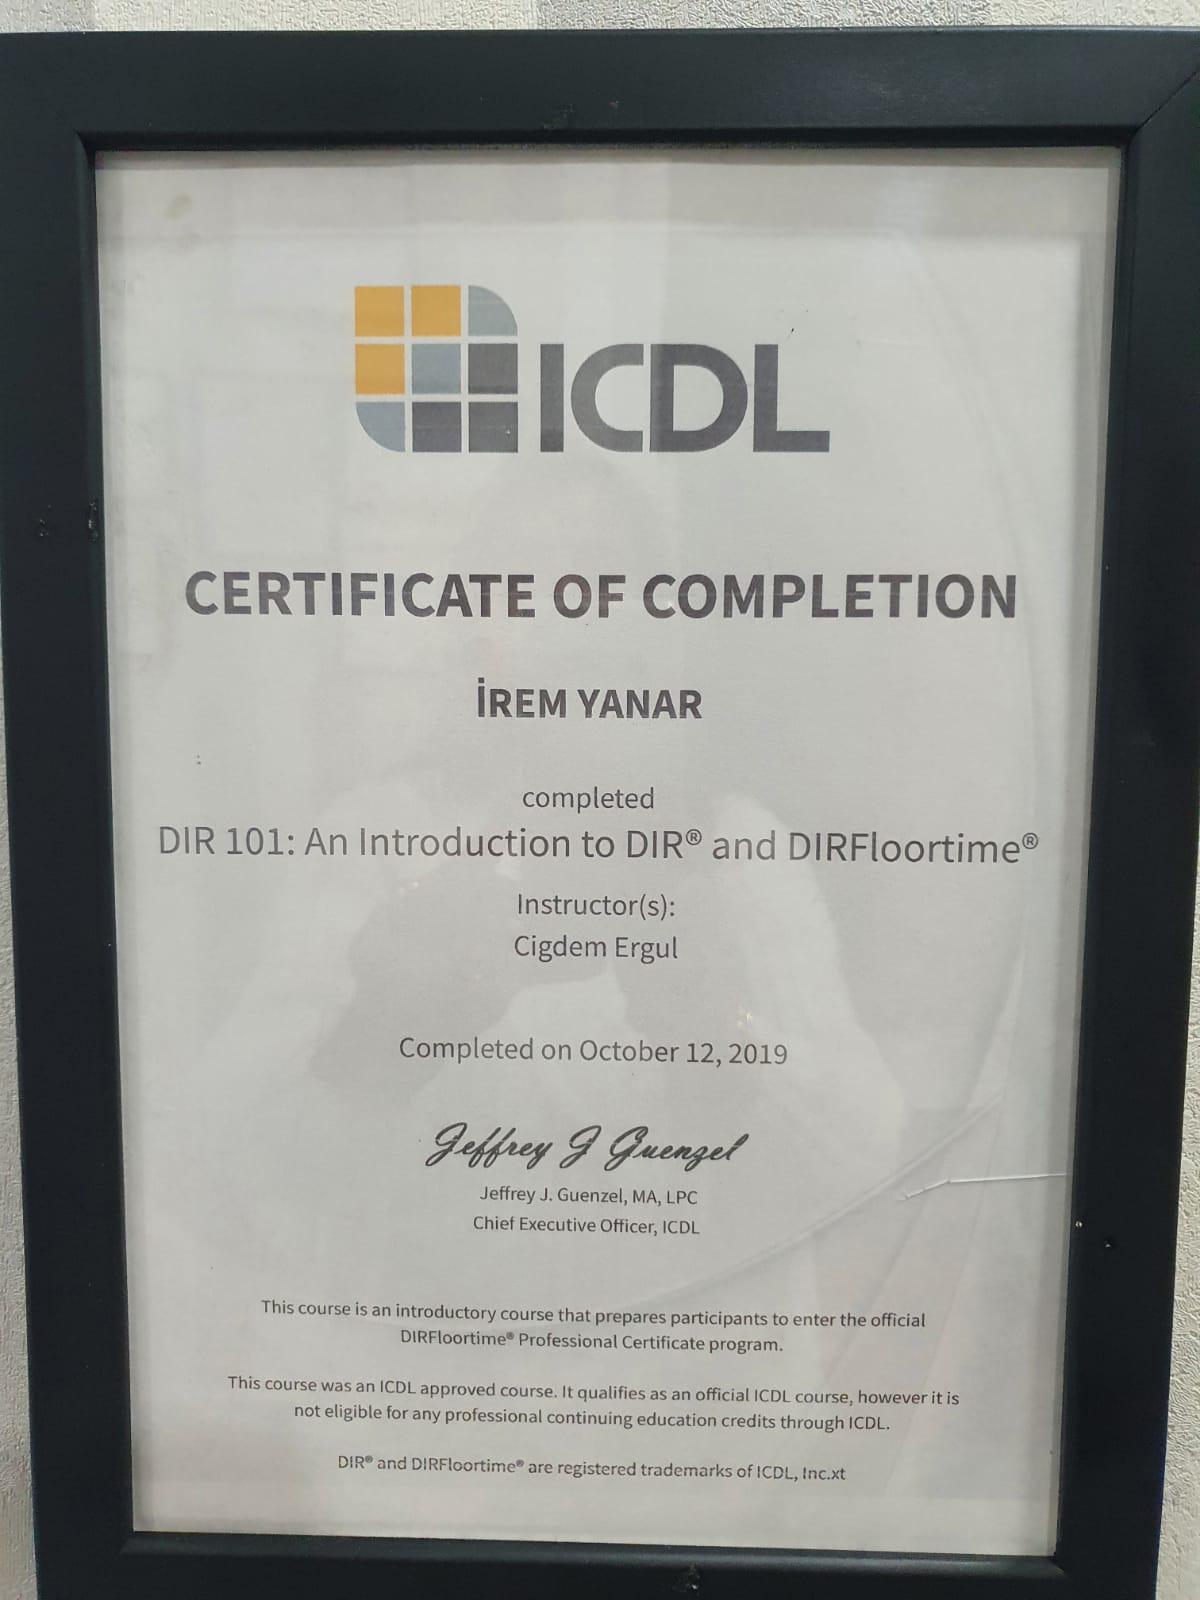 ICDL
CERTIFICATE OF COMPLETION
İREM YANAR
completed
DIR 101: An Introduction to DIR® and DIRFloortime®
Instructor(s):
Cigdem Ergul
Completed on October 12, 2019
Jeffrey J Guenzel
Jeffrey J. Guenzel, MA, LPC
Chief Executive Officer, ICDL
This course is an introductory course that prepares participants to enter the official
DIRFloortime® Professional Certificate program.
This course was an ICDL approved course. It qualifies as an official ICDL course, however it is
not eligible for any professional continuing education credits through ICDL.
DIR® and DIRFloortime® are registered trademarks of ICDL, Inc.xt